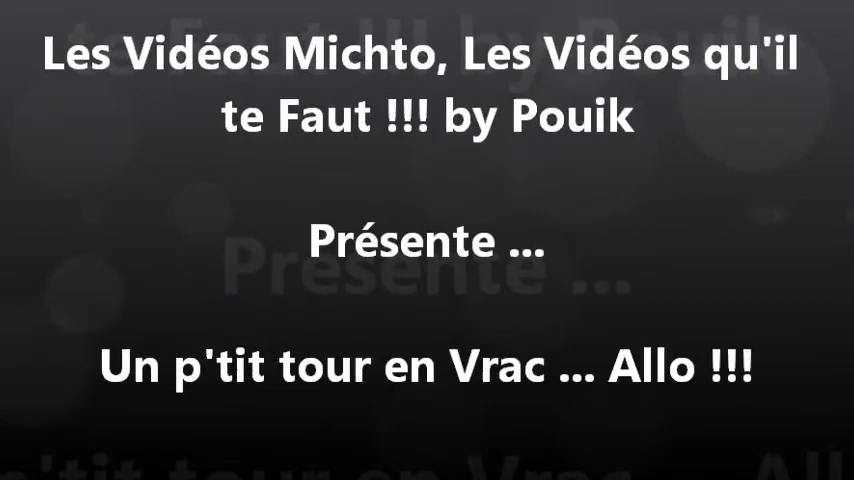 Les Vidéos Michto, Les Vidéos qu'il
te Faut !!! by Pouik
Présente ...
Un p'tit tour en Vrac ... Allo !!!